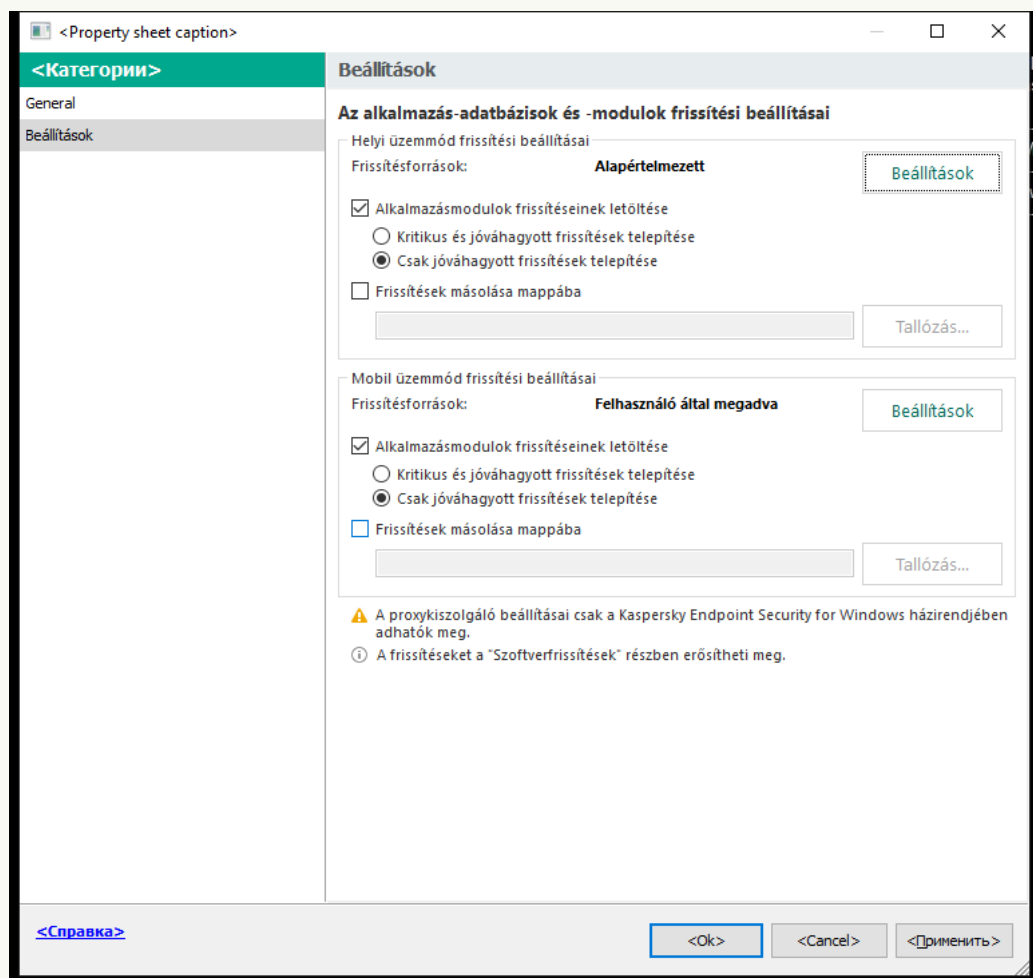 <Property sheet caption>
<Категории>
General
Beállítások
Beállítások
Az alkalmazás-adatbázisok és -modulok frissítési beállításai
Helyi üzemmód frissítési beállításai
Frissítésforrások: Alapértelmezett
Beállítások
Alkalmazásmodulok frissítéseinek letöltése
Kritikus és jóváhagyott frissítések telepítése
Csak jóváhagyott frissítések telepítése
Frissítések másolása mappába
Tallózás...
Mobil üzemmód frissítési beállításai
Frissítésforrások: Felhasználó által megadva
Beállítások
Alkalmazásmodulok frissítéseinek letöltése
Kritikus és jóváhagyott frissítések telepítése
Csak jóváhagyott frissítések telepítése
Frissítések másolása mappába
Tallózás...
A proxykiszolgáló beállításai csak a Kaspersky Endpoint Security for Windows házirendjében
adhatók meg.
A frissítéseket a "Szoftverfrissítések" részben erősítheti meg.
<Справка>
<Ok> <Cancel> <Применить>